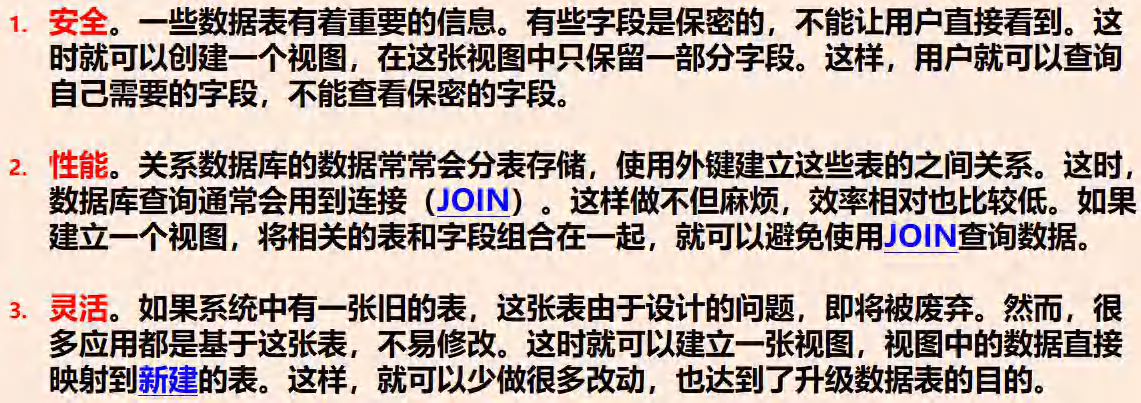 1. 安全。一些数据表有着重要的信息。有些字段是保密的，不能让用户直接看到。这
时就可以创建一个视图，在这张视图中只保留一部分字段。这样，用户就可以查询
自己需要的字段，不能查看保密的字段。
2. 性能。关系数据库的数据常常会分表存储，使用外键建立这些表的之间关系。这时，
数据库查询通常会用到连接（JOIN）。这样做不但麻烦，效率相对也比较低。如果
建立一个视图，将相关的表和字段组合在一起，就可以避免使用JOIN查询数据。
3. 灵活。如果系统中有一张旧的表，这张表由于设计的问题，即将被废弃。然而，很
多应用都是基于这张表，不易修改。这时就可以建立一张视图，视图中的数据直接
映射到新建的表。这样，就可以少做很多改动，也达到了升级数据表的目的。